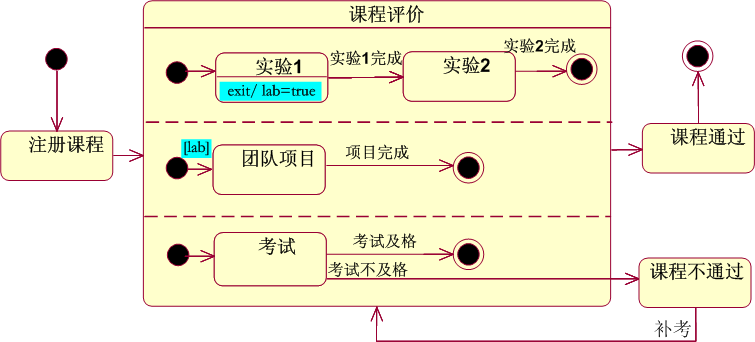 课程评价
实验1
exit/ lab=true
实验1完成
实验2
实验2完成
注册课程
[lab]
团队项目
项目完成
课程通过
考试
考试及格
考试不及格
课程不通过
补考